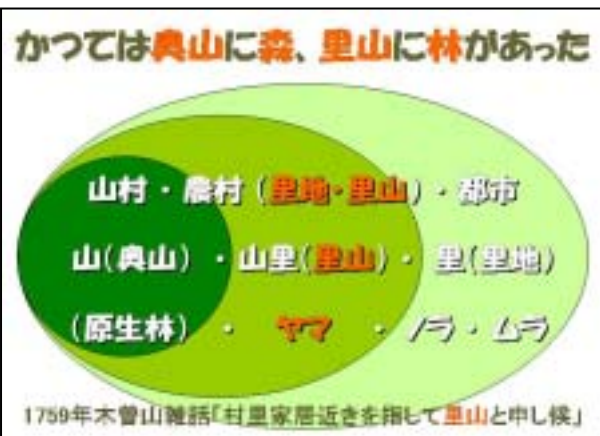 かつては奥山に森、里山に林があった
山村・農村(里地・里山)・都市
山(奥山)・山里(里山)・里(里地)
(原生林)・ヤマ・ノラ・ムラ
1759年木曽山雑話「村里家居近きを指して里山と申し候」